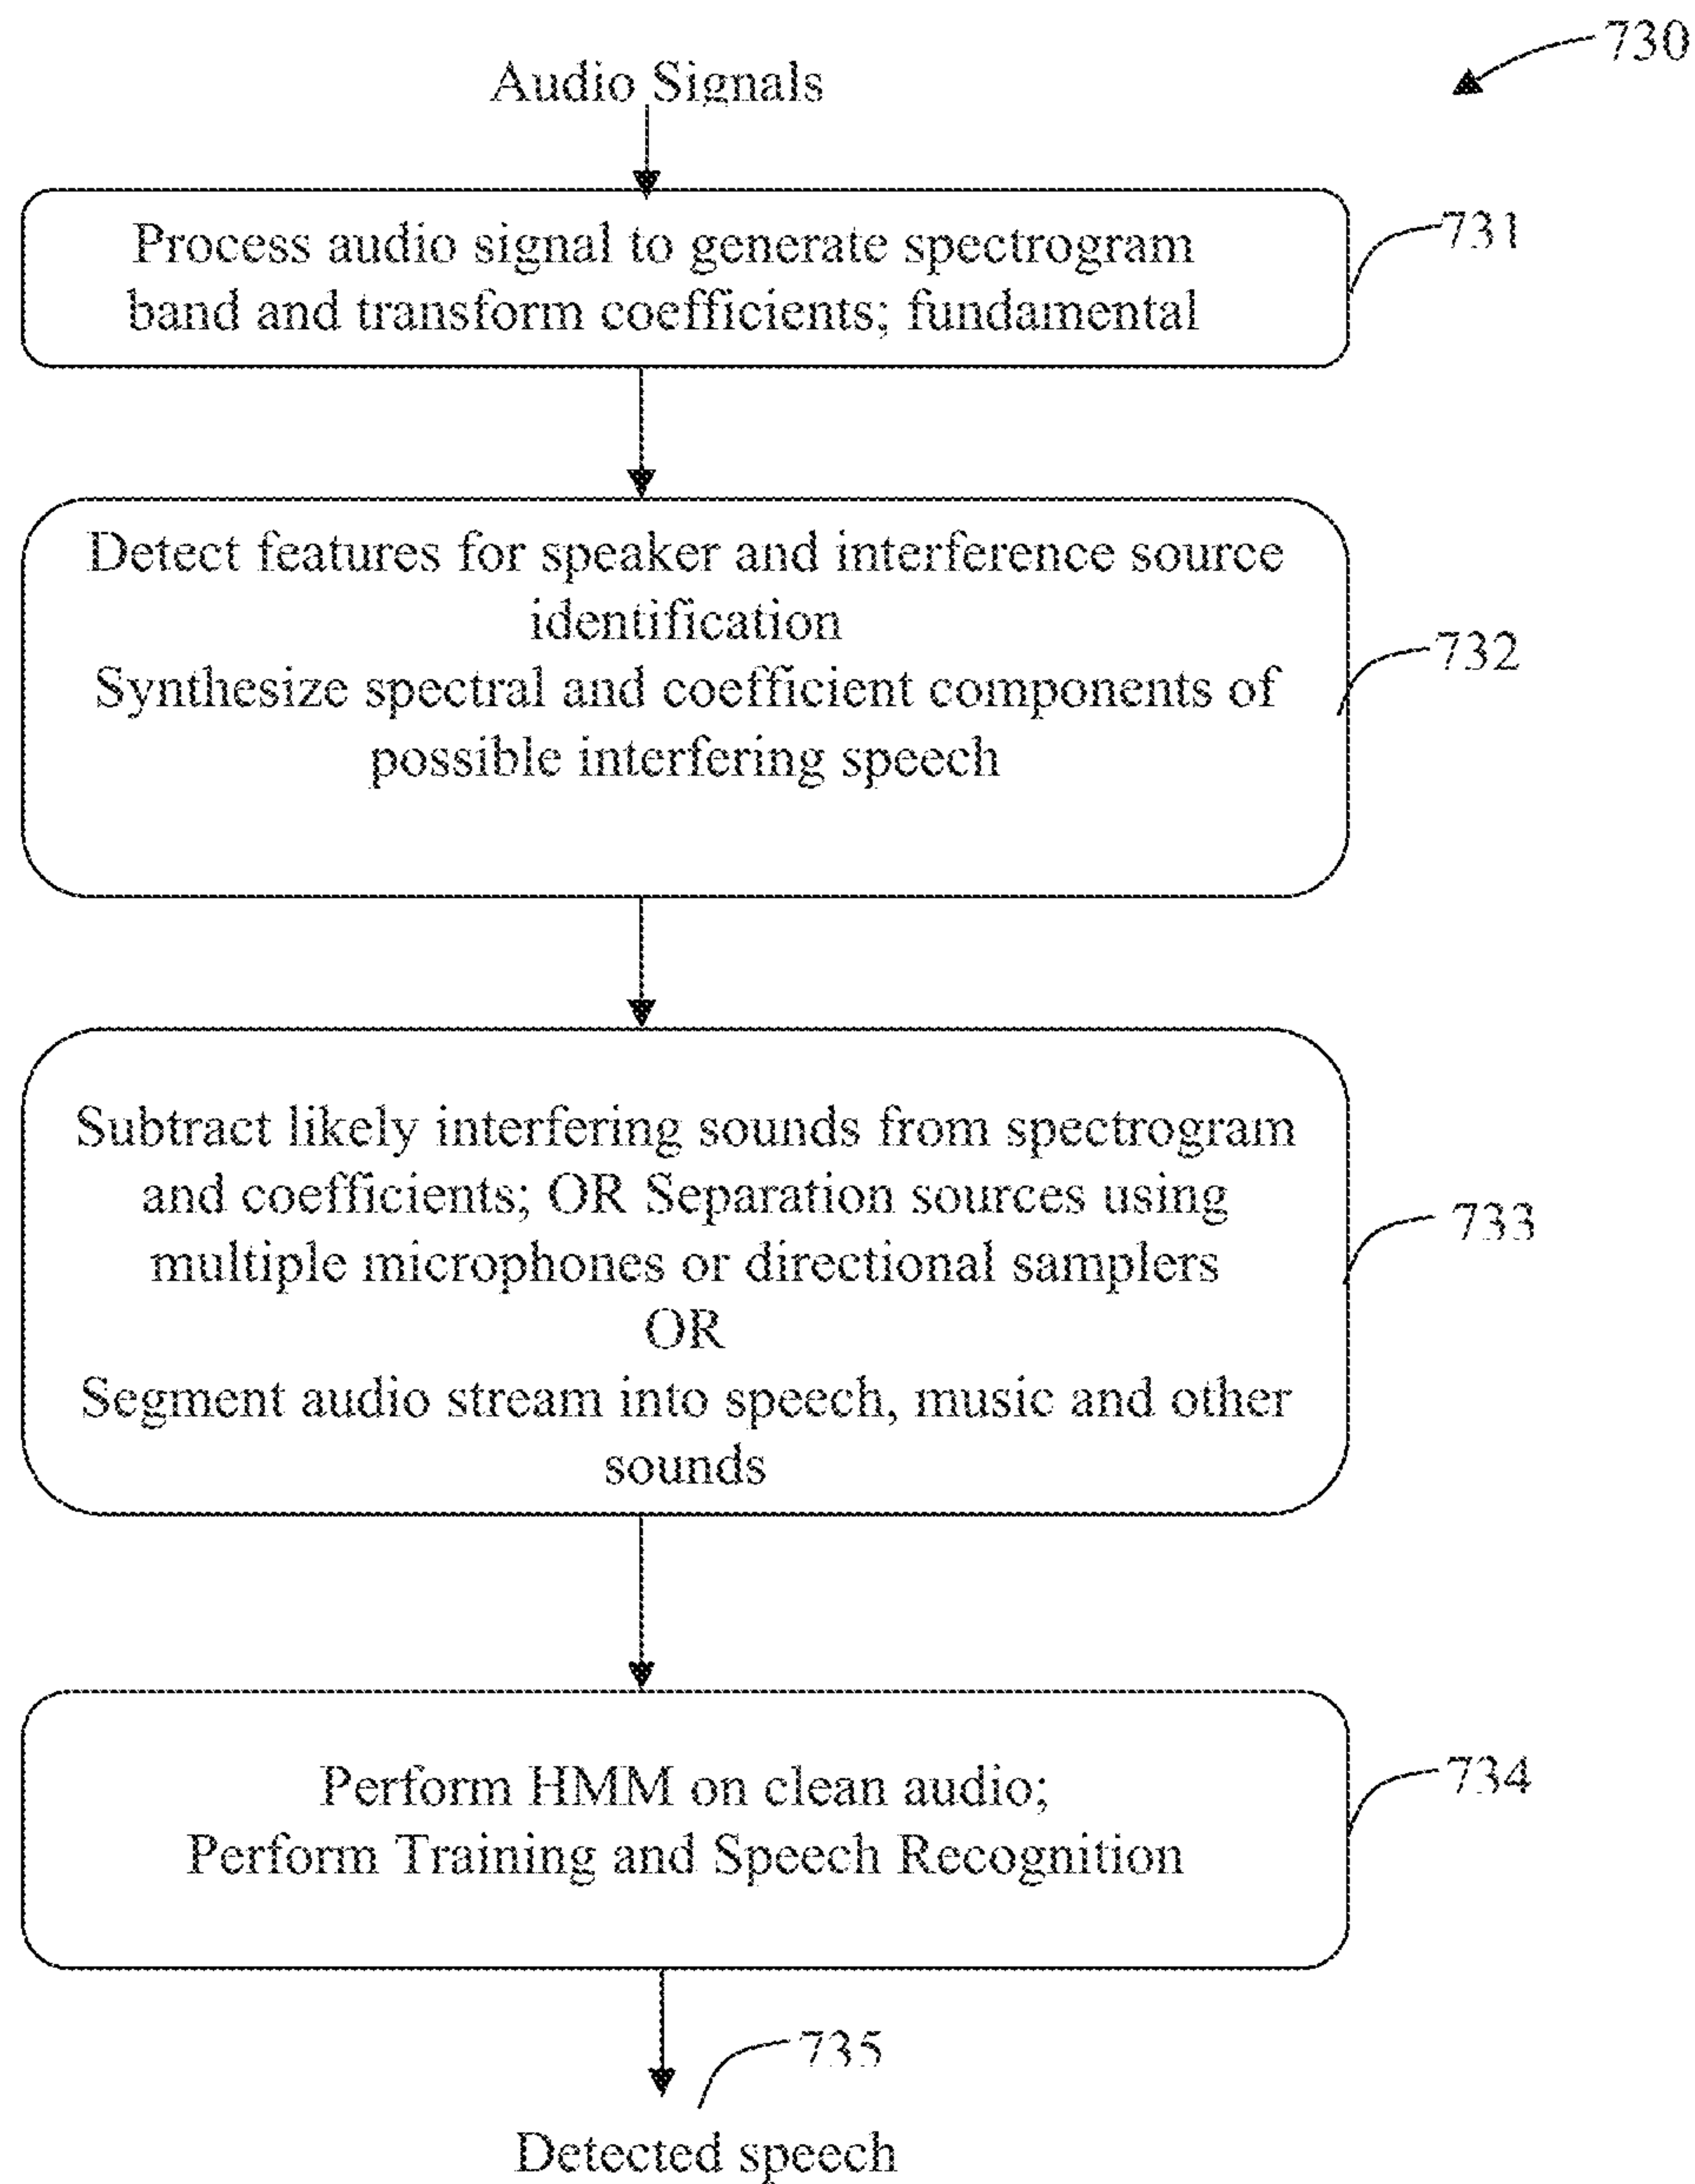 730
Audio Signals
Process audio signal to generate spectrogram
band and transform coefficients; fundamental
731
Detect features for speaker and interference source
identification
Synthesize spectral and coefficient components of
possible interfering speech
732
Subtract likely interfering sounds from spectrogram
and coefficients; OR Separation sources using
multiple microphones or directional samplers
OR
Segment audio stream into speech, music and other
sounds
733
Perform HMM on clean audio;
Perform Training and Speech Recognition
734
735
Detected speech